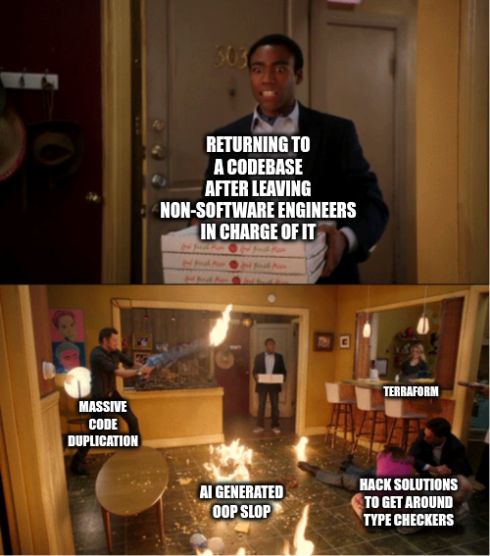 303
RETURNING TO
A CODEBASE
AFTER LEAVING
NON-SOFTWARE ENGINEERS
IN CHARGE OF IT
TERRAFORM
MASSIVE
CODE
DUPLICATION
AI GENERATED
OOP SLOP
HACK SOLUTIONS
TO GET AROUND
TYPE CHECKERS